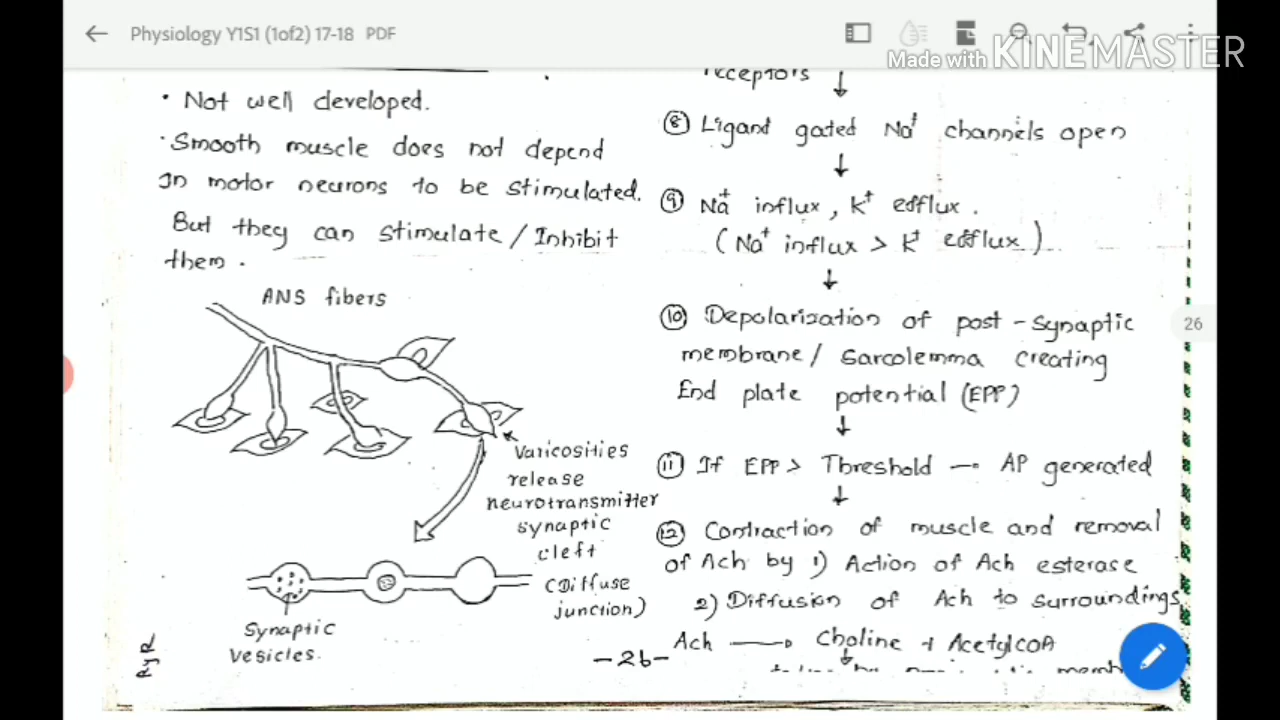 Physiology Y1S1 (1of2) 17-18 PDF
Made with KINEMASTER
• Not well developed.
• Smooth muscle does not depend
In motor neurons to be stimulated.
But they can stimulate / Inhibit
them.
ANS fibers
Varicosities
release
neurotransmitter
synaptic
cleft
(Diffuse
junction)
Synaptic
vesicles.
-26-
receptors ↓
⑧ Ligand gated Na⁺ channels open
↓
⑨ Na⁺ influx, K⁺ efflux.
(Na⁺ influx > K⁺ efflux)
↓
⑩ Depolarization of post-synaptic
membrane/ Sarcolemma creating
End plate potential (EPP)
↓
⑪ If EPP > Threshold → AP generated
↓
⑫ Contraction of muscle and removal
of Ach by 1) Action of Ach esterase
2) Diffusion of Ach to surroundings
Ach → Choline + AcetylcoA
↓
26